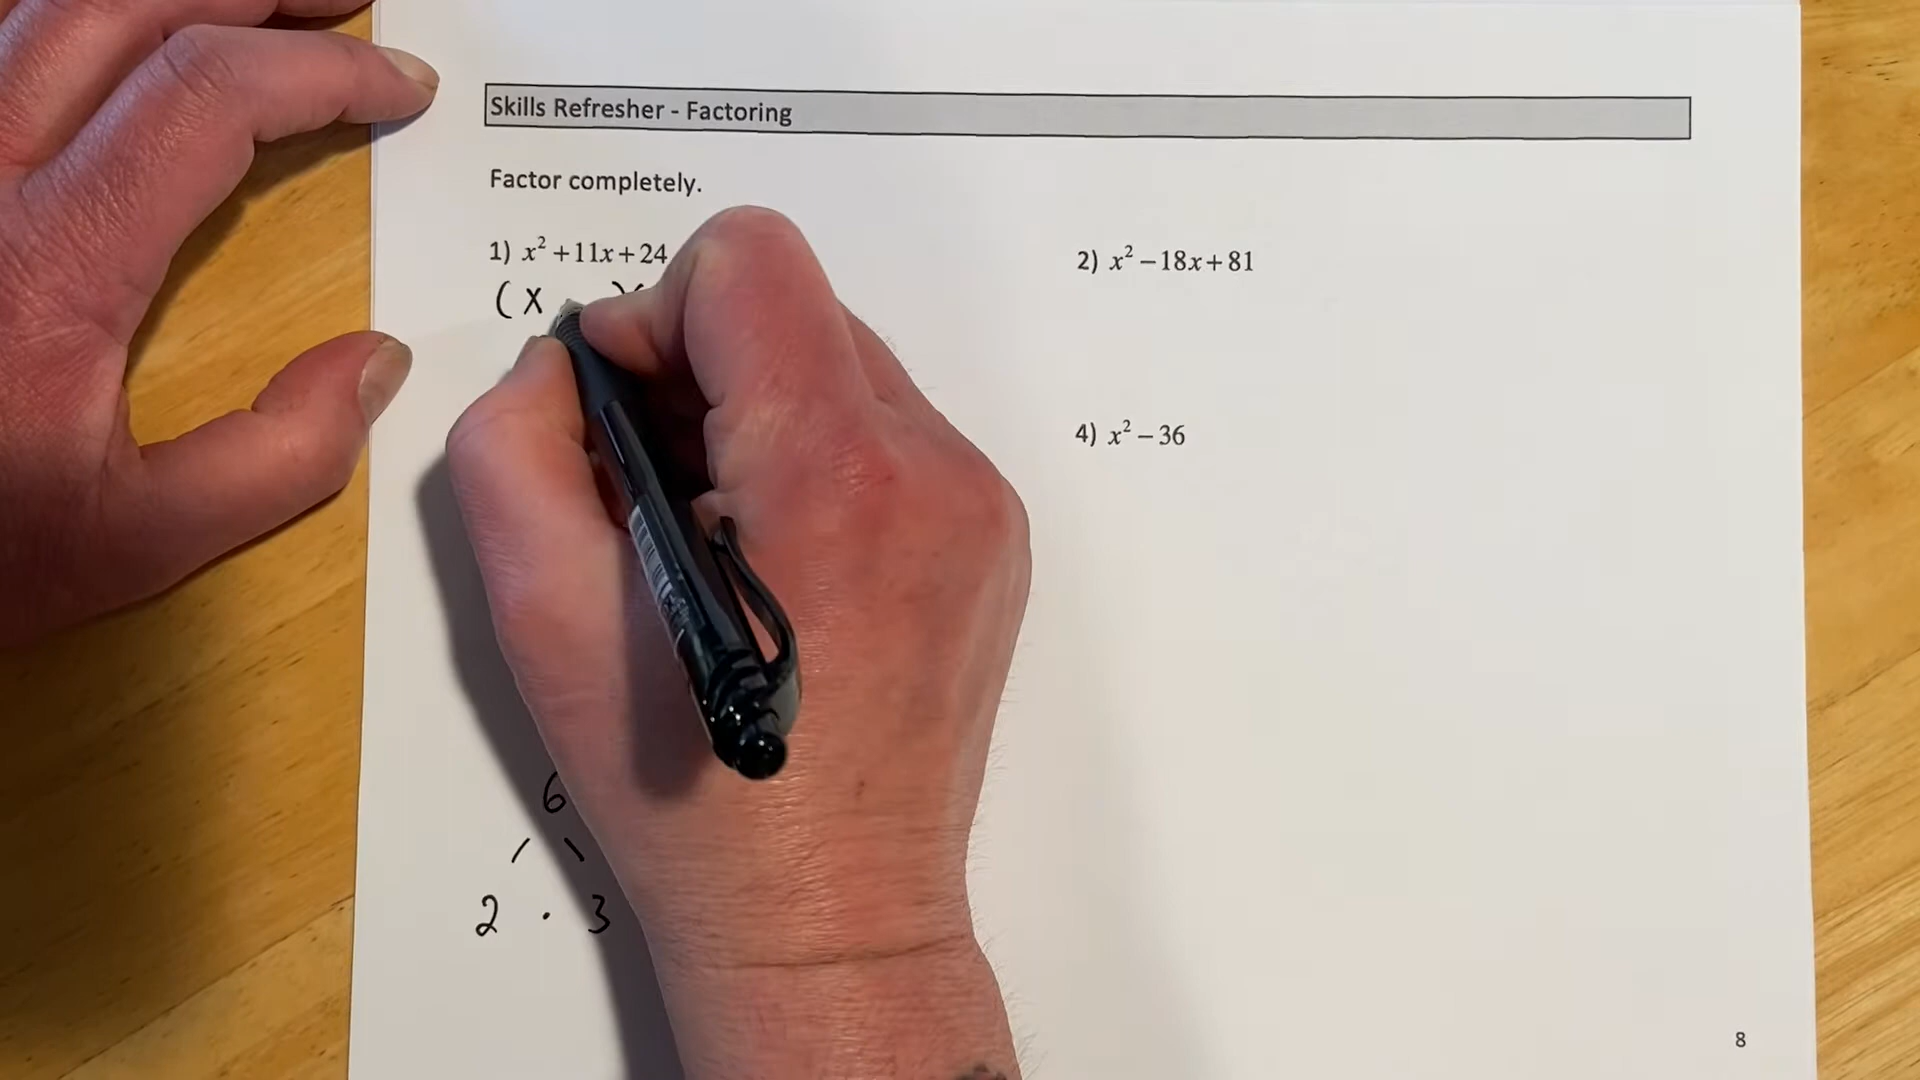 Skills Refresher - Factoring
Factor completely.
1) x² + 11x + 24
(x )(
2) x² – 18x + 81
4) x² – 36
6
/ \
2 · 3
8